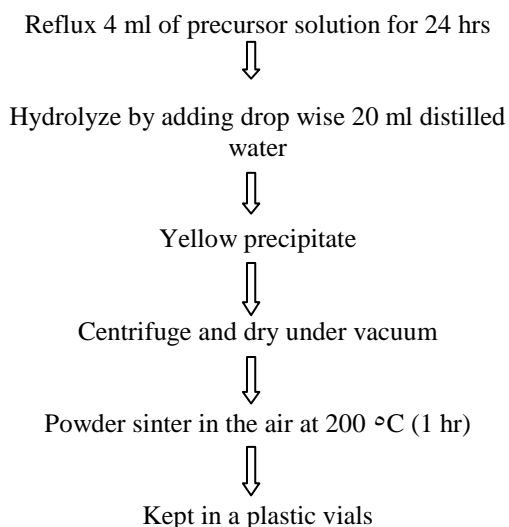 Reflux 4 ml of precursor solution for 24 hrs
Hydrolyze by adding drop wise 20 ml distilled
water
Yellow precipitate
Centrifuge and dry under vacuum
Powder sinter in the air at 200 °C (1 hr)
Kept in a plastic vials